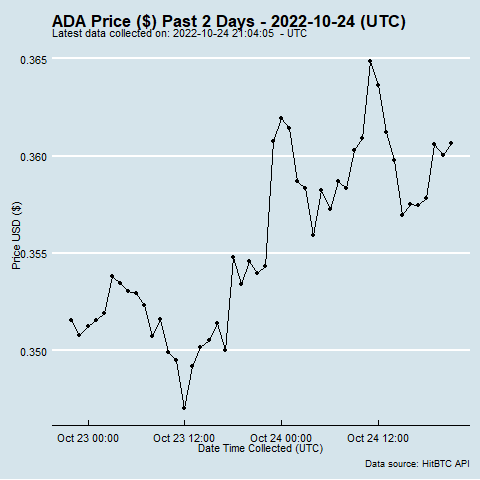 ADA Price ($) Past 2 Days - 2022-10-24 (UTC)
Latest data collected on: 2022-10-24 21:04:05 - UTC
0.365
0.360
0.355
0.350
Price USD ($)
Oct 23 00:00 Oct 23 12:00 Oct 24 00:00 Oct 24 12:00
Date Time Collected (UTC)
Data source: HitBTC API